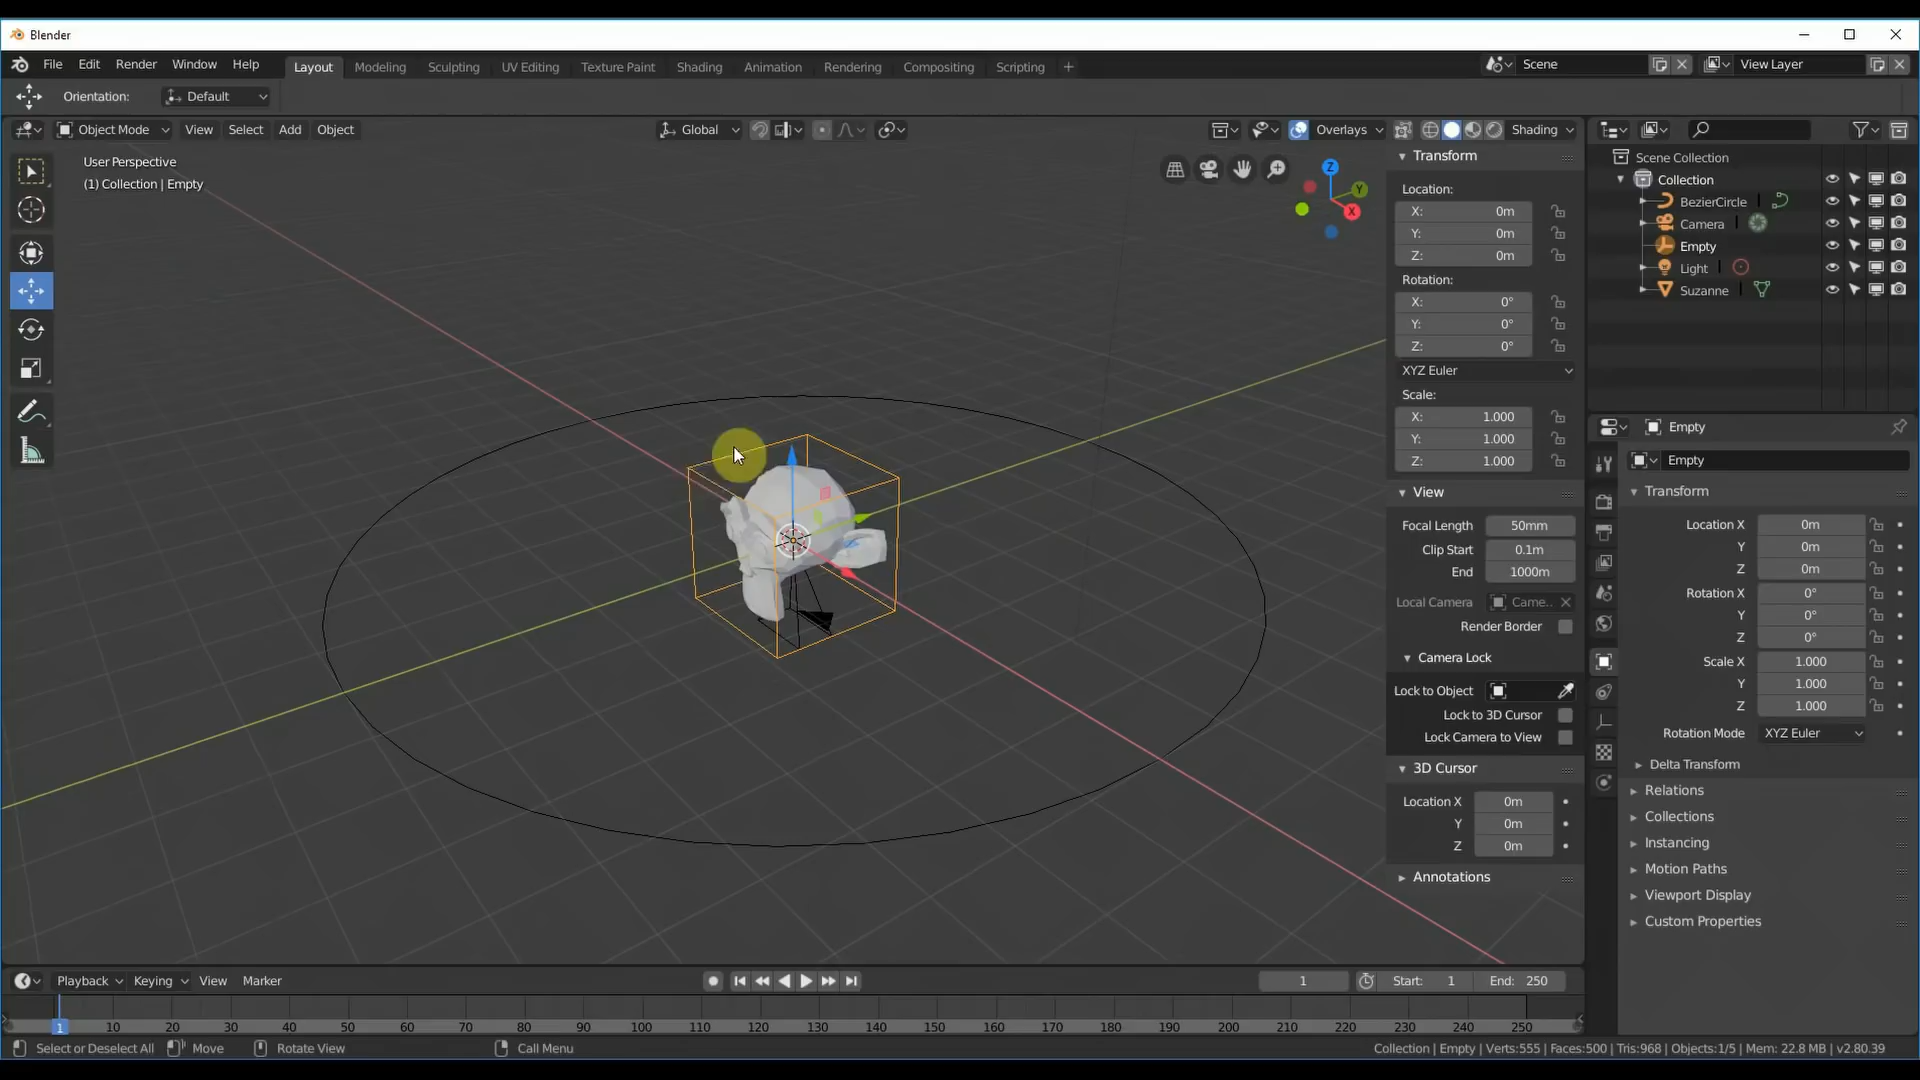 Blender
File Edit Render Window Help Layout Modeling Sculpting UV Editing Texture Paint Shading Animation Rendering Compositing Scripting + Scene View Layer
Orientation: Default
Object Mode View Select Add Object Global Overlays Shading
User Perspective
(1) Collection | Empty
Z
Y
X
Transform
Location:
X: 0m
Y: 0m
Z: 0m
Rotation:
X: 0°
Y: 0°
Z: 0°
XYZ Euler
Scale:
X: 1.000
Y: 1.000
Z: 1.000
View
Focal Length 50mm
Clip Start 0.1m
End 1000m
Local Camera Came..
Render Border
Camera Lock
Lock to Object
Lock to 3D Cursor
Lock Camera to View
3D Cursor
Location X 0m
Y 0m
Z 0m
Annotations
Scene Collection
Collection
BezierCircle
Camera
Empty
Light
Suzanne
Empty
Empty
Transform
Location X 0m
Y 0m
Z 0m
Rotation X 0°
Y 0°
Z 0°
Scale X 1.000
Y 1.000
Z 1.000
Rotation Mode XYZ Euler
Delta Transform
Relations
Collections
Instancing
Motion Paths
Viewport Display
Custom Properties
Playback Keying View Marker 1 Start: 1 End: 250
1 10 20 30 40 50 60 70 80 90 100 110 120 130 140 150 160 170 180 190 200 210 220 230 240 250
Select or Deselect All Move Rotate View Call Menu Collection | Empty | Verts:555 | Faces:500 | Tris:968 | Objects:1/5 | Mem: 22.8 MB | v2.80.39